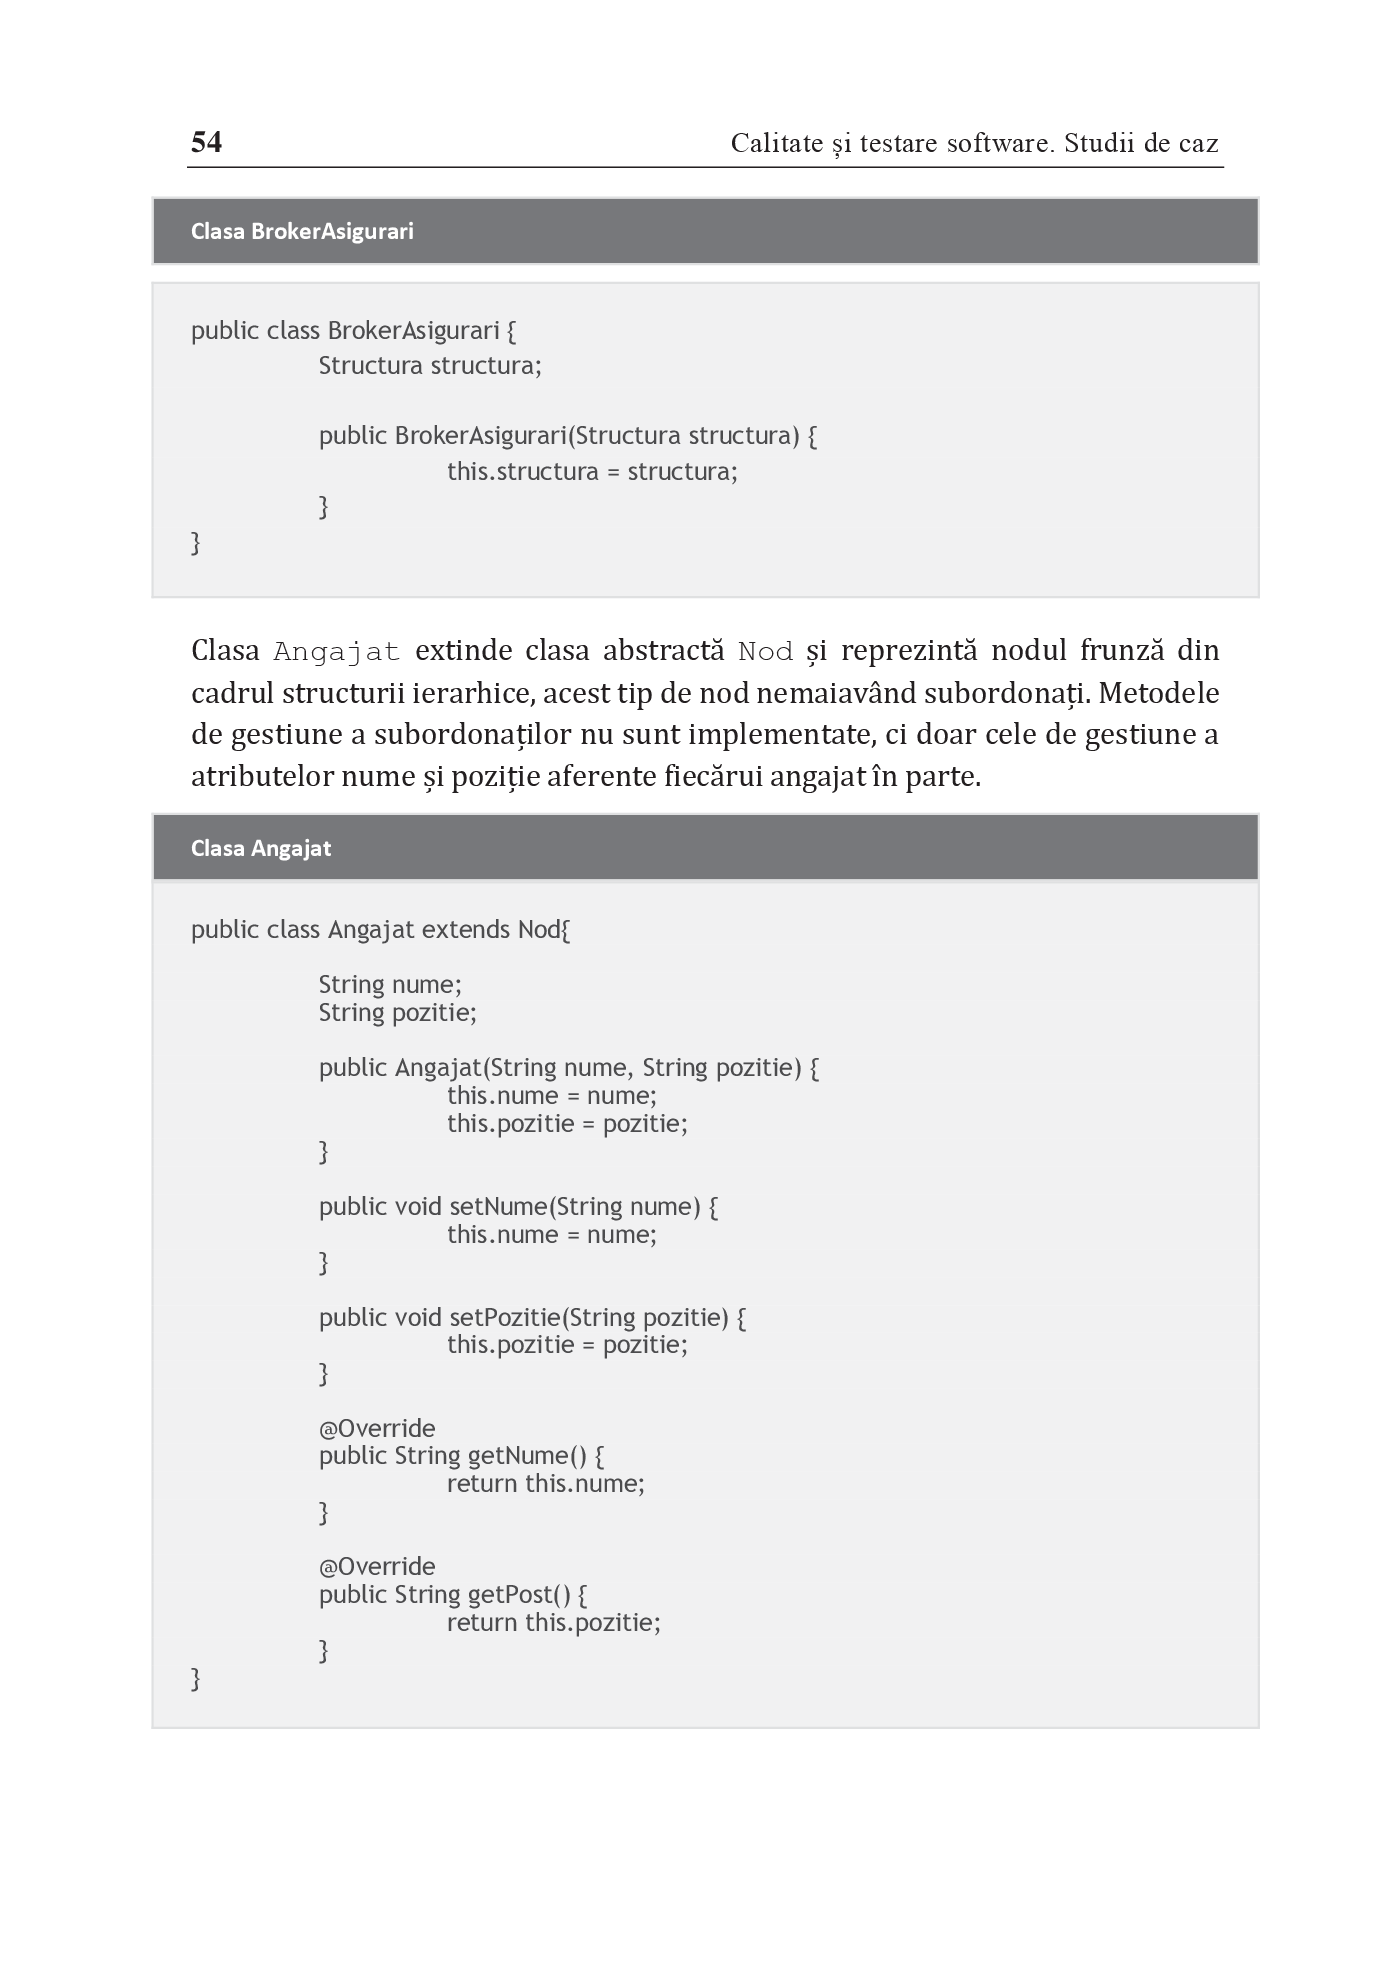 54 Calitate și testare software. Studii de caz
Clasa BrokerAsigurari
public class BrokerAsigurari {
Structura structura;
public BrokerAsigurari(Structura structura) {
this.structura = structura;
}
}
Clasa Angajat extinde clasa abstractă Nod și reprezintă nodul frunză din
cadrul structurii ierarhice, acest tip de nod nemaiavând subordonați. Metodele
de gestiune a subordonaților nu sunt implementate, ci doar cele de gestiune a
atributelor nume și poziție aferente fiecărui angajat în parte.
Clasa Angajat
public class Angajat extends Nod{
String nume;
String pozitie;
public Angajat(String nume, String pozitie) {
this.nume = nume;
this.pozitie = pozitie;
}
public void setNume(String nume) {
this.nume = nume;
}
public void setPozitie(String pozitie) {
this.pozitie = pozitie;
}
@Override
public String getNume() {
return this.nume;
}
@Override
public String getPost() {
return this.pozitie;
}
}